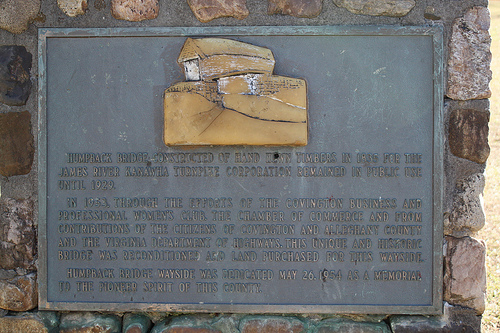 HUMPBACK BRIDGE, CONSTRUCTED OF HAND HEWN TIMBERS IN 1835 FOR THE
JAMES RIVER KANAWHA TURNPIKE CORPORATION REMAINED IN PUBLIC USE
UNTIL 1929.
IN 1953, THROUGH THE EFFORTS OF THE COVINGTON BUSINESS AND
PROFESSIONAL WOMEN'S CLUB, THE CHAMBER OF COMMERCE AND FROM
CONTRIBUTIONS OF THE CITIZENS OF COVINGTON AND ALLEGHANY COUNTY
AND THE VIRGINIA DEPARTMENT OF HIGHWAYS, THIS UNIQUE AND HISTORIC
BRIDGE WAS RECONDITIONED AND LAND PURCHASED FOR THIS WAYSIDE.
HUMPBACK BRIDGE WAYSIDE WAS DEDICATED MAY 26, 1954 AS A MEMORIAL
TO THE PIONEER SPIRIT OF THIS COUNTY.